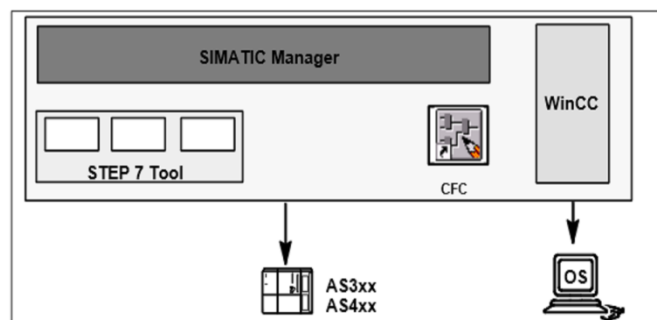 SIMATIC Manager
WinCC
STEP 7 Tool
CFC
AS3xx
AS4xx
OS